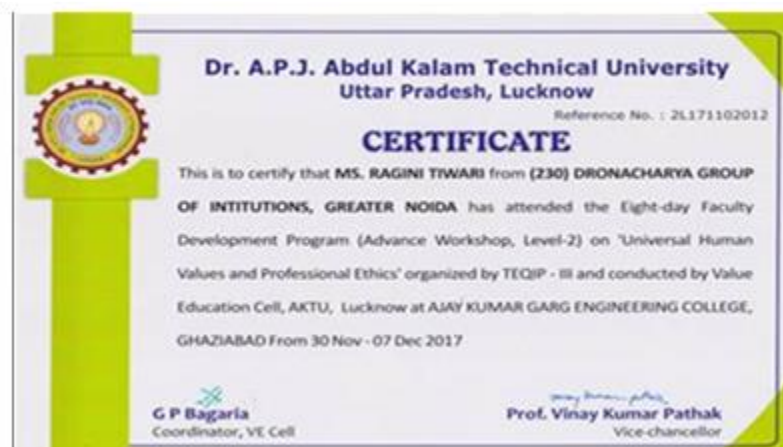 Dr. A.P.J. Abdul Kalam Technical University
Uttar Pradesh, Lucknow
Reference No. : 2L171102012
CERTIFICATE
This is to certify that MS. RAGINI TIWARI from (230) DRONACHARYA GROUP
OF INTITUTIONS, GREATER NOIDA has attended the Eight-day Faculty
Development Program (Advance Workshop, Level-2) on 'Universal Human
Values and Professional Ethics' organized by TEQIP - III and conducted by Value
Education Cell, AKTU, Lucknow at AJAY KUMAR GARG ENGINEERING COLLEGE,
GHAZIABAD From 30 Nov - 07 Dec 2017
G P Bagaria
Coordinator, VE Cell
Prof. Vinay Kumar Pathak
Vice-chancellor